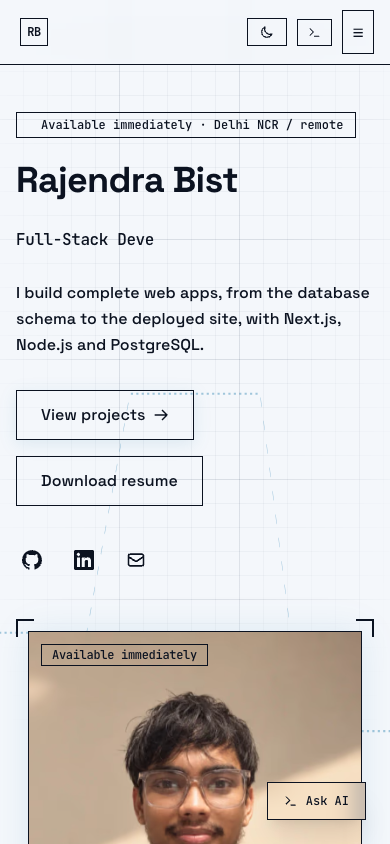 RB
Available immediately · Delhi NCR / remote
Rajendra Bist
Full-Stack Deve
I build complete web apps, from the database
schema to the deployed site, with Next.js,
Node.js and PostgreSQL.
View projects →
Download resume
Available immediately
Ask AI